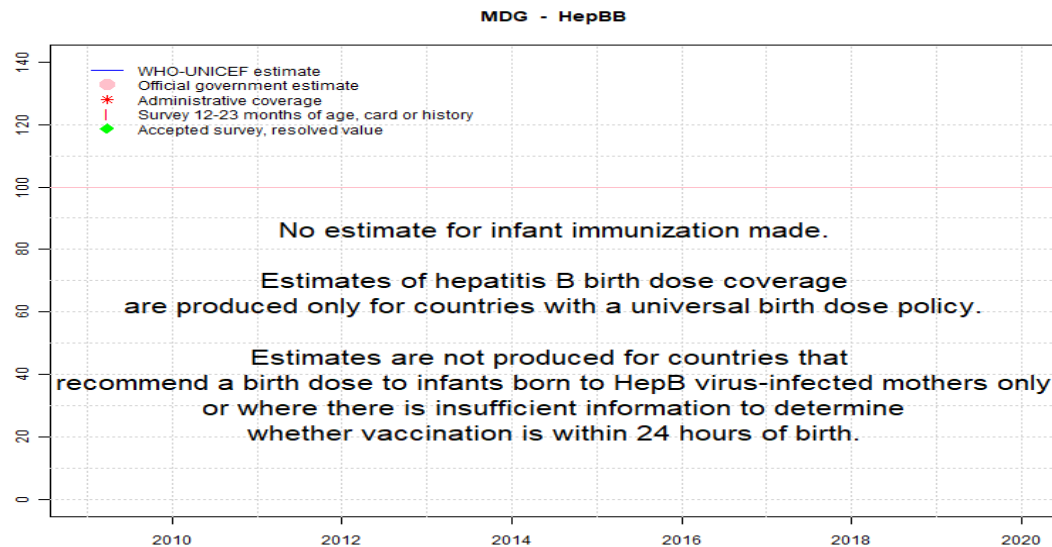 MDG - HepBB
WHO-UNICEF estimate
Official government estimate
Administrative coverage
Survey 12-23 months of age, card or history
Accepted survey, resolved value
140
120
100
80
60
40
20
0
No estimate for infant immunization made.
Estimates of hepatitis B birth dose coverage
are produced only for countries with a universal birth dose policy.
Estimates are not produced for countries that
recommend a birth dose to infants born to HepB virus-infected mothers only
or where there is insufficient information to determine
whether vaccination is within 24 hours of birth.
2010 2012 2014 2016 2018 2020